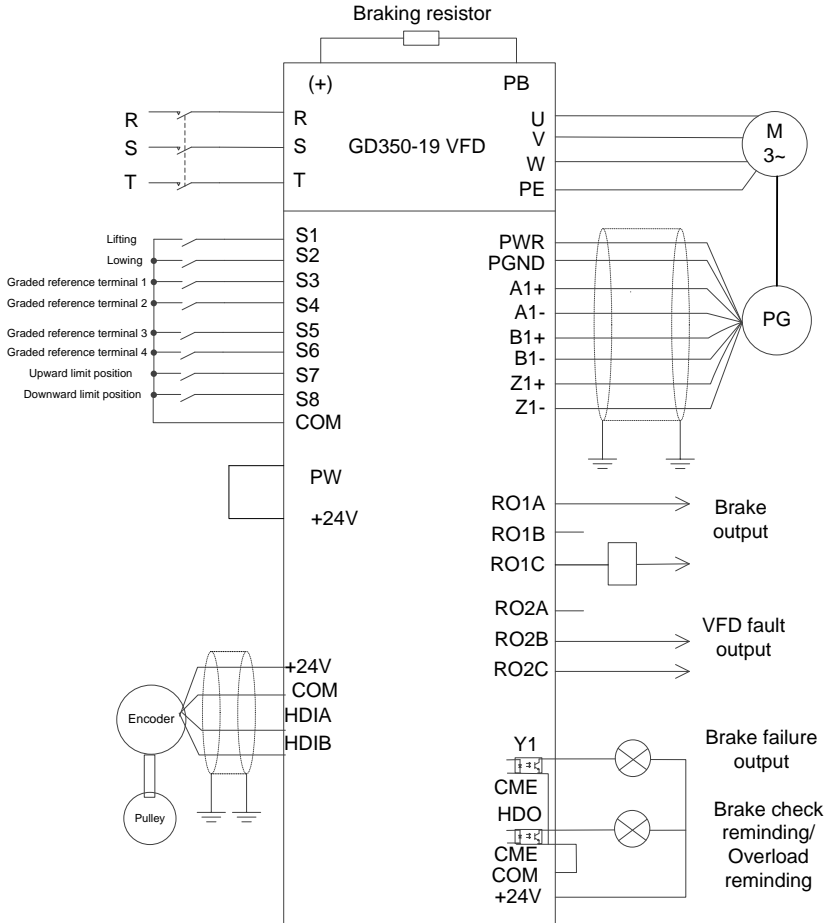 Braking resistor
(+)
PB
R
S
T
R
S
T
GD350-19 VFD
U
V
W
PE
M
3~
Lifting
Lowing
Graded reference terminal 1
Graded reference terminal 2
Graded reference terminal 3
Graded reference terminal 4
Upward limit position
Downward limit position
S1
S2
S3
S4
S5
S6
S7
S8
COM
PWR
PGND
A1+
A1-
B1+
B1-
Z1+
Z1-
PG
PW
+24V
RO1A
RO1B
RO1C
Brake
output
RO2A
RO2B
RO2C
VFD fault
output
+24V
COM
HDIA
HDIB
Encoder
Pulley
Y1
CME
HDO
CME
COM
+24V
Brake failure
output
Brake check
reminding/
Overload
reminding